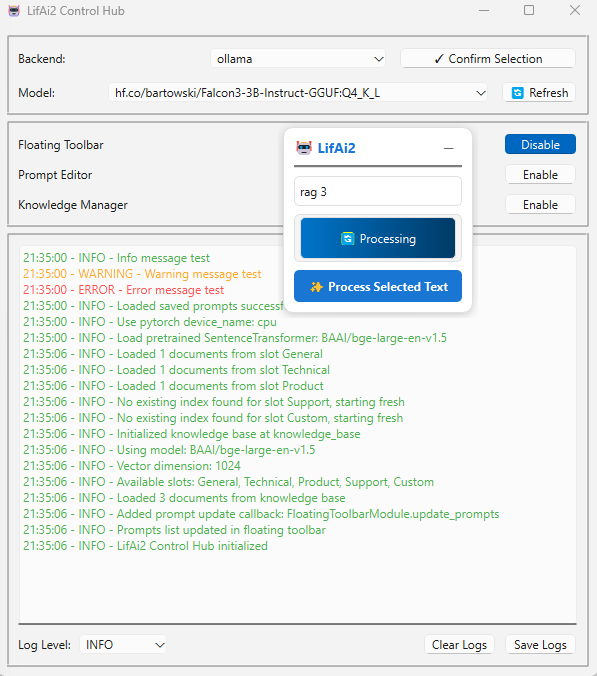 LifAi2 Control Hub
Backend: ollama ✓ Confirm Selection
Model: hf.co/bartowski/Falcon3-3B-Instruct-GGUF:Q4_K_L Refresh
Floating Toolbar Disable
Prompt Editor Enable
Knowledge Manager Enable
LifAi2
rag 3
Processing
✨ Process Selected Text
21:35:00 - INFO - Info message test
21:35:00 - WARNING - Warning message test
21:35:00 - ERROR - Error message test
21:35:00 - INFO - Loaded saved prompts successf
21:35:00 - INFO - Use pytorch device_name: cpu
21:35:00 - INFO - Load pretrained SentenceTransformer: BAAI/bge-large-en-v1.5
21:35:06 - INFO - Loaded 1 documents from slot General
21:35:06 - INFO - Loaded 1 documents from slot Technical
21:35:06 - INFO - Loaded 1 documents from slot Product
21:35:06 - INFO - No existing index found for slot Support, starting fresh
21:35:06 - INFO - No existing index found for slot Custom, starting fresh
21:35:06 - INFO - Initialized knowledge base at knowledge_base
21:35:06 - INFO - Using model: BAAI/bge-large-en-v1.5
21:35:06 - INFO - Vector dimension: 1024
21:35:06 - INFO - Available slots: General, Technical, Product, Support, Custom
21:35:06 - INFO - Loaded 3 documents from knowledge base
21:35:06 - INFO - Added prompt update callback: FloatingToolbarModule.update_prompts
21:35:06 - INFO - Prompts list updated in floating toolbar
21:35:06 - INFO - LifAi2 Control Hub initialized
Log Level: INFO Clear Logs Save Logs